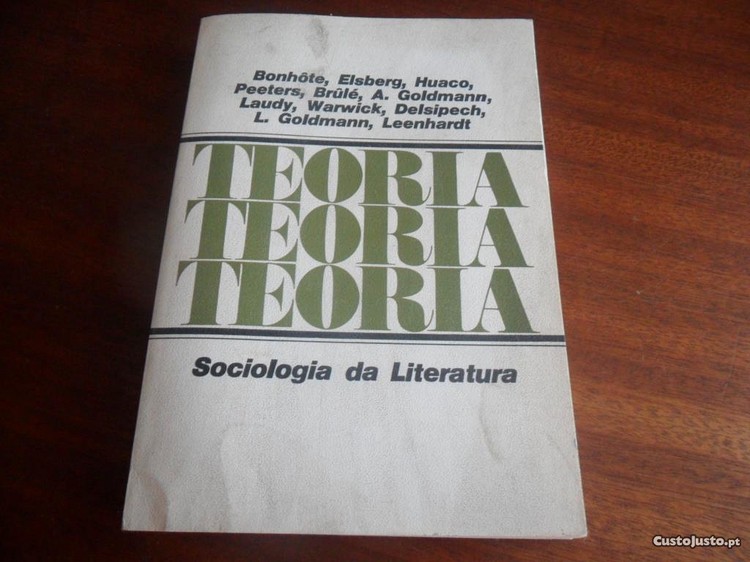 Bonhôte, Elsberg, Huaco,
Peeters, Brûlé, A. Goldmann,
Laudy, Warwick, Delsipech,
L. Goldmann, Leenhardt
TEORIA
TEORIA
TEORIA
Sociologia da Literatura
CustoJusto.pt